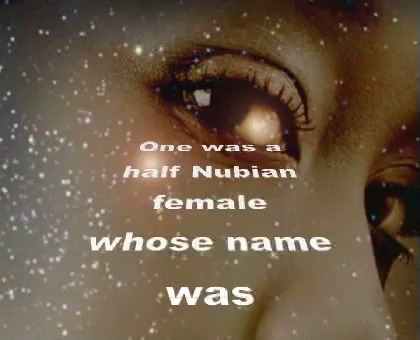 One was a
half Nubian
female
whose name
was